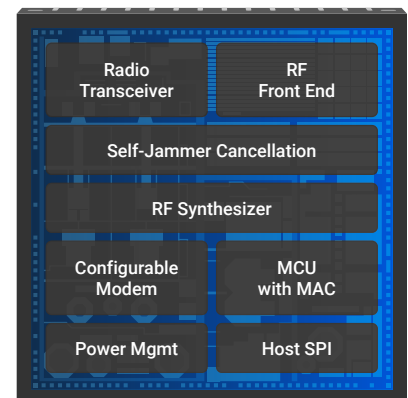 Radio
Transceiver
RF
Front End
Self-Jammer Cancellation
RF Synthesizer
Configurable
Modem
MCU
with MAC
Power Mgmt
Host SPI